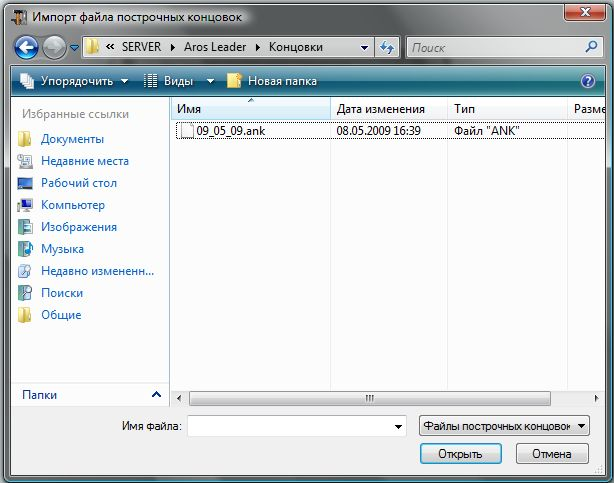 Импорт файла построчных концовок
« SERVER Aros Leader Концовки Поиск
Упорядочить Виды Новая папка
Избранные ссылки
Документы
Недавние места
Рабочий стол
Компьютер
Изображения
Музыка
Недавно измененн...
Поиски
Общие
Папки
Имя Дата изменения Тип Разме
09_05_09.ank 08.05.2009 16:39 Файл "ANK"
Имя файла: Файлы построчных концовок
Открыть Отмена